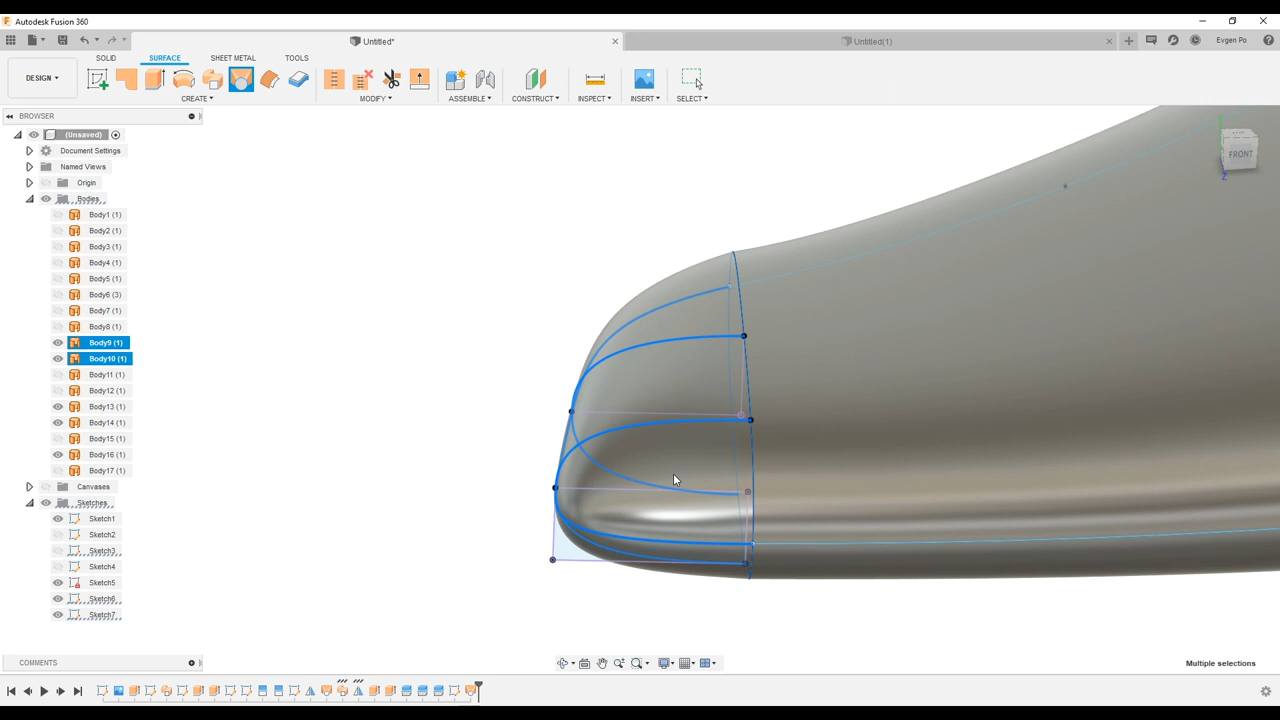 Autodesk Fusion 360
Untitled*
Untitled(1)
Evgen Po
SOLID
SURFACE
SHEET METAL
TOOLS
DESIGN
CREATE
MODIFY
ASSEMBLE
CONSTRUCT
INSPECT
INSERT
SELECT
BROWSER
(Unsaved)
Document Settings
Named Views
Origin
Bodies
Body1 (1)
Body2 (1)
Body3 (1)
Body4 (1)
Body5 (1)
Body6 (3)
Body7 (1)
Body8 (1)
Body9 (1)
Body10 (1)
Body11 (1)
Body12 (1)
Body13 (1)
Body14 (1)
Body15 (1)
Body16 (1)
Body17 (1)
Canvases
Sketches
Sketch1
Sketch2
Sketch3
Sketch4
Sketch5
Sketch6
Sketch7
FRONT
Z
COMMENTS
Multiple selections